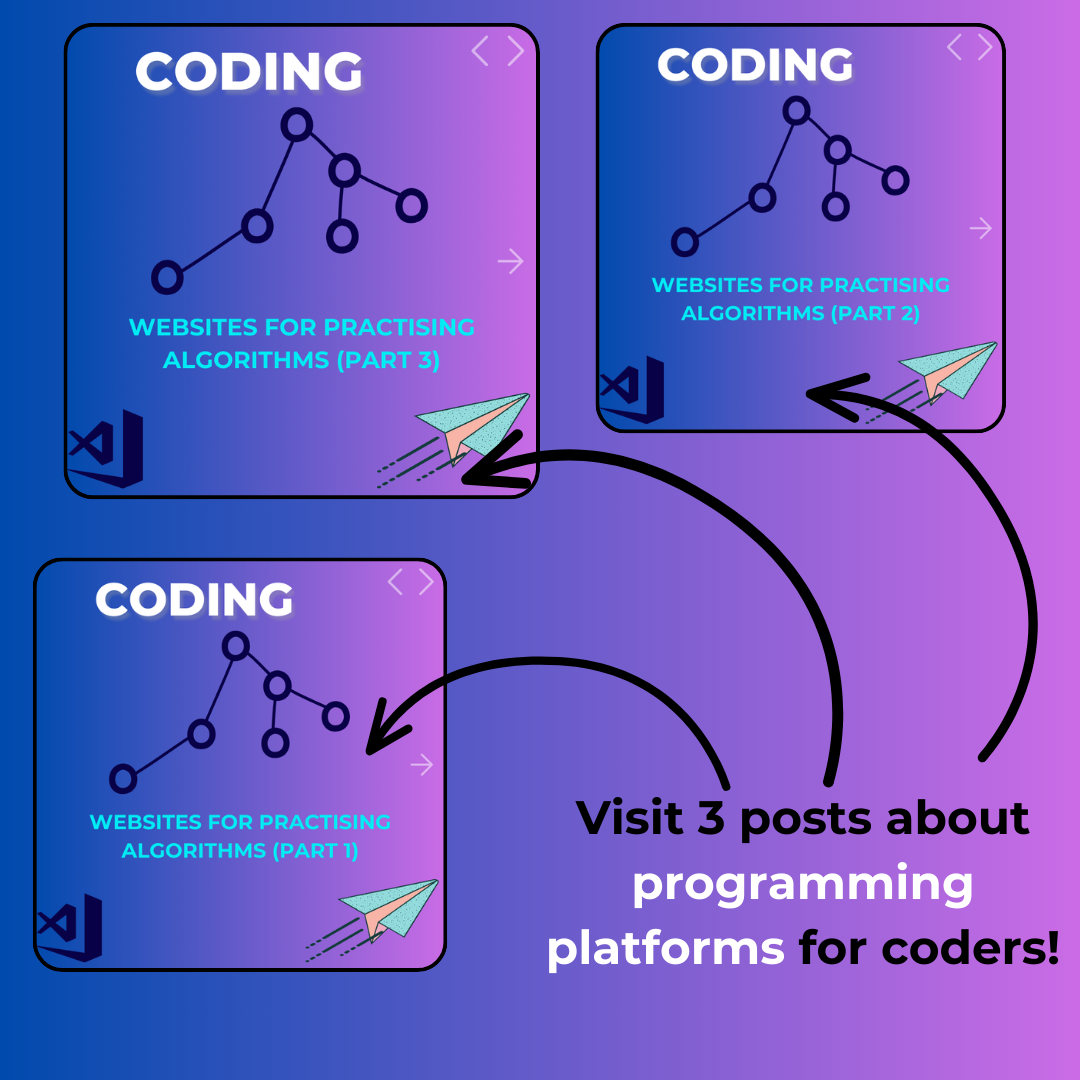 CODING
WEBSITES FOR PRACTISING
ALGORITHMS (PART 3)
CODING
WEBSITES FOR PRACTISING
ALGORITHMS (PART 2)
CODING
WEBSITES FOR PRACTISING
ALGORITHMS (PART 1)
Visit 3 posts about
programming
platforms for coders!